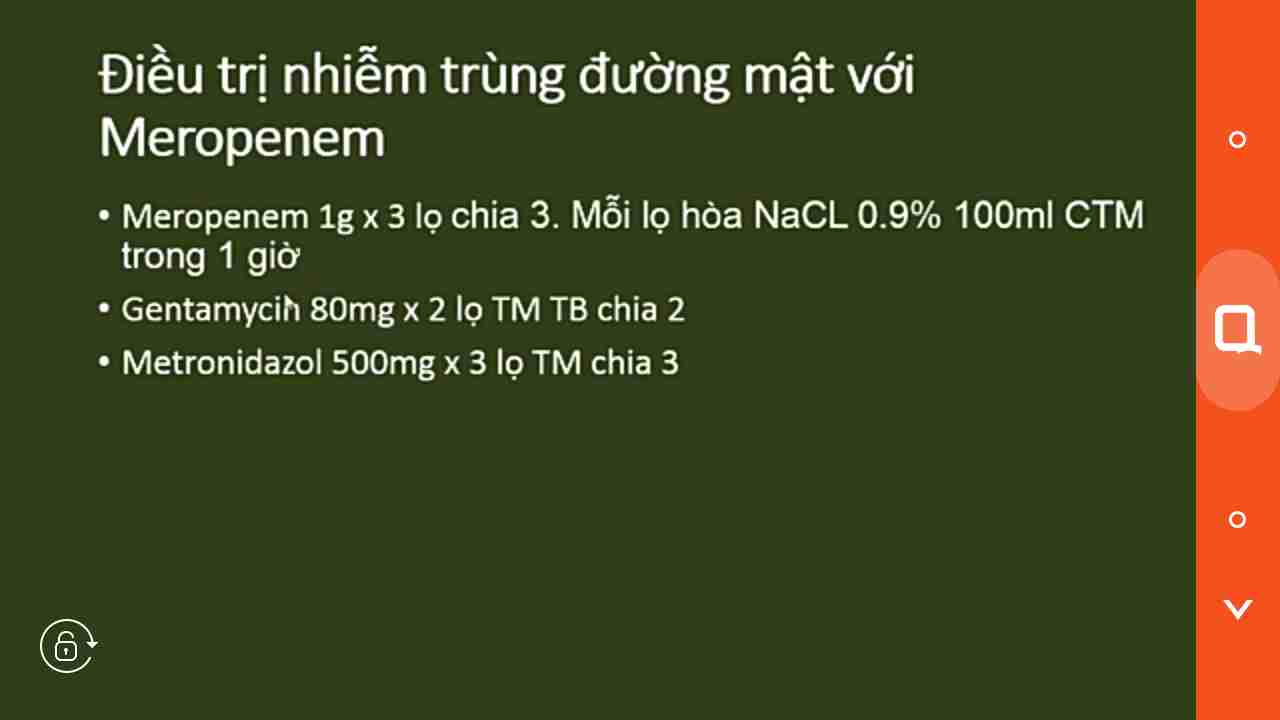 Điều trị nhiễm trùng đường mật với
Meropenem
• Meropenem 1g x 3 lọ chia 3. Mỗi lọ hòa NaCL 0.9% 100ml CTM
trong 1 giờ
• Gentamycin 80mg x 2 lọ TM TB chia 2
• Metronidazol 500mg x 3 lọ TM chia 3